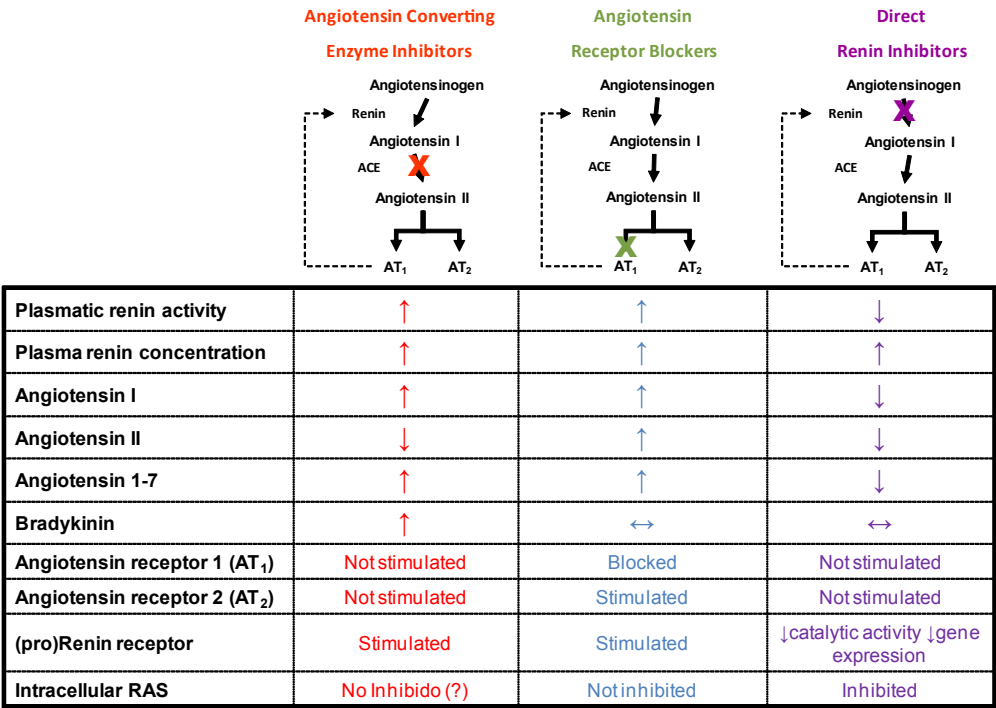 Angiotensin Converting
Enzyme Inhibitors
Angiotensin
Receptor Blockers
Direct
Renin Inhibitors
Angiotensinogen
Renin
Angiotensin I
ACE
X
Angiotensin II
AT₁ AT₂
Angiotensinogen
Renin
Angiotensin I
ACE
Angiotensin II
X
AT₁ AT₂
Angiotensinogen
X
Renin
Angiotensin I
ACE
Angiotensin II
AT₁ AT₂
Plasmatic renin activity ↑ ↑ ↓
Plasma renin concentration ↑ ↑ ↑
Angiotensin I ↑ ↑ ↓
Angiotensin II ↓ ↑ ↓
Angiotensin 1-7 ↑ ↑ ↓
Bradykinin ↑ ↔ ↔
Angiotensin receptor 1 (AT₁) Not stimulated Blocked Not stimulated
Angiotensin receptor 2 (AT₂) Not stimulated Stimulated Not stimulated
(pro)Renin receptor Stimulated Stimulated ↓catalytic activity ↓gene
expression
Intracellular RAS No Inhibido (?) Not inhibited Inhibited